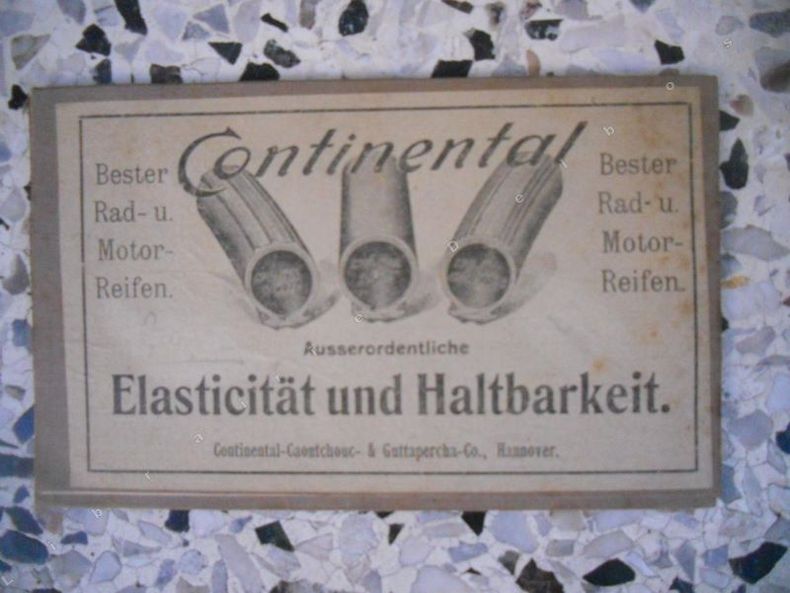 Continental
Bester
Rad- u.
Motor-
Reifen.
Bester
Rad- u.
Motor-
Reifen.
Ausserordentliche
Elasticität und Haltbarkeit.
Continental-Caoutchouc- & Guttapercha-Co., Hannover.